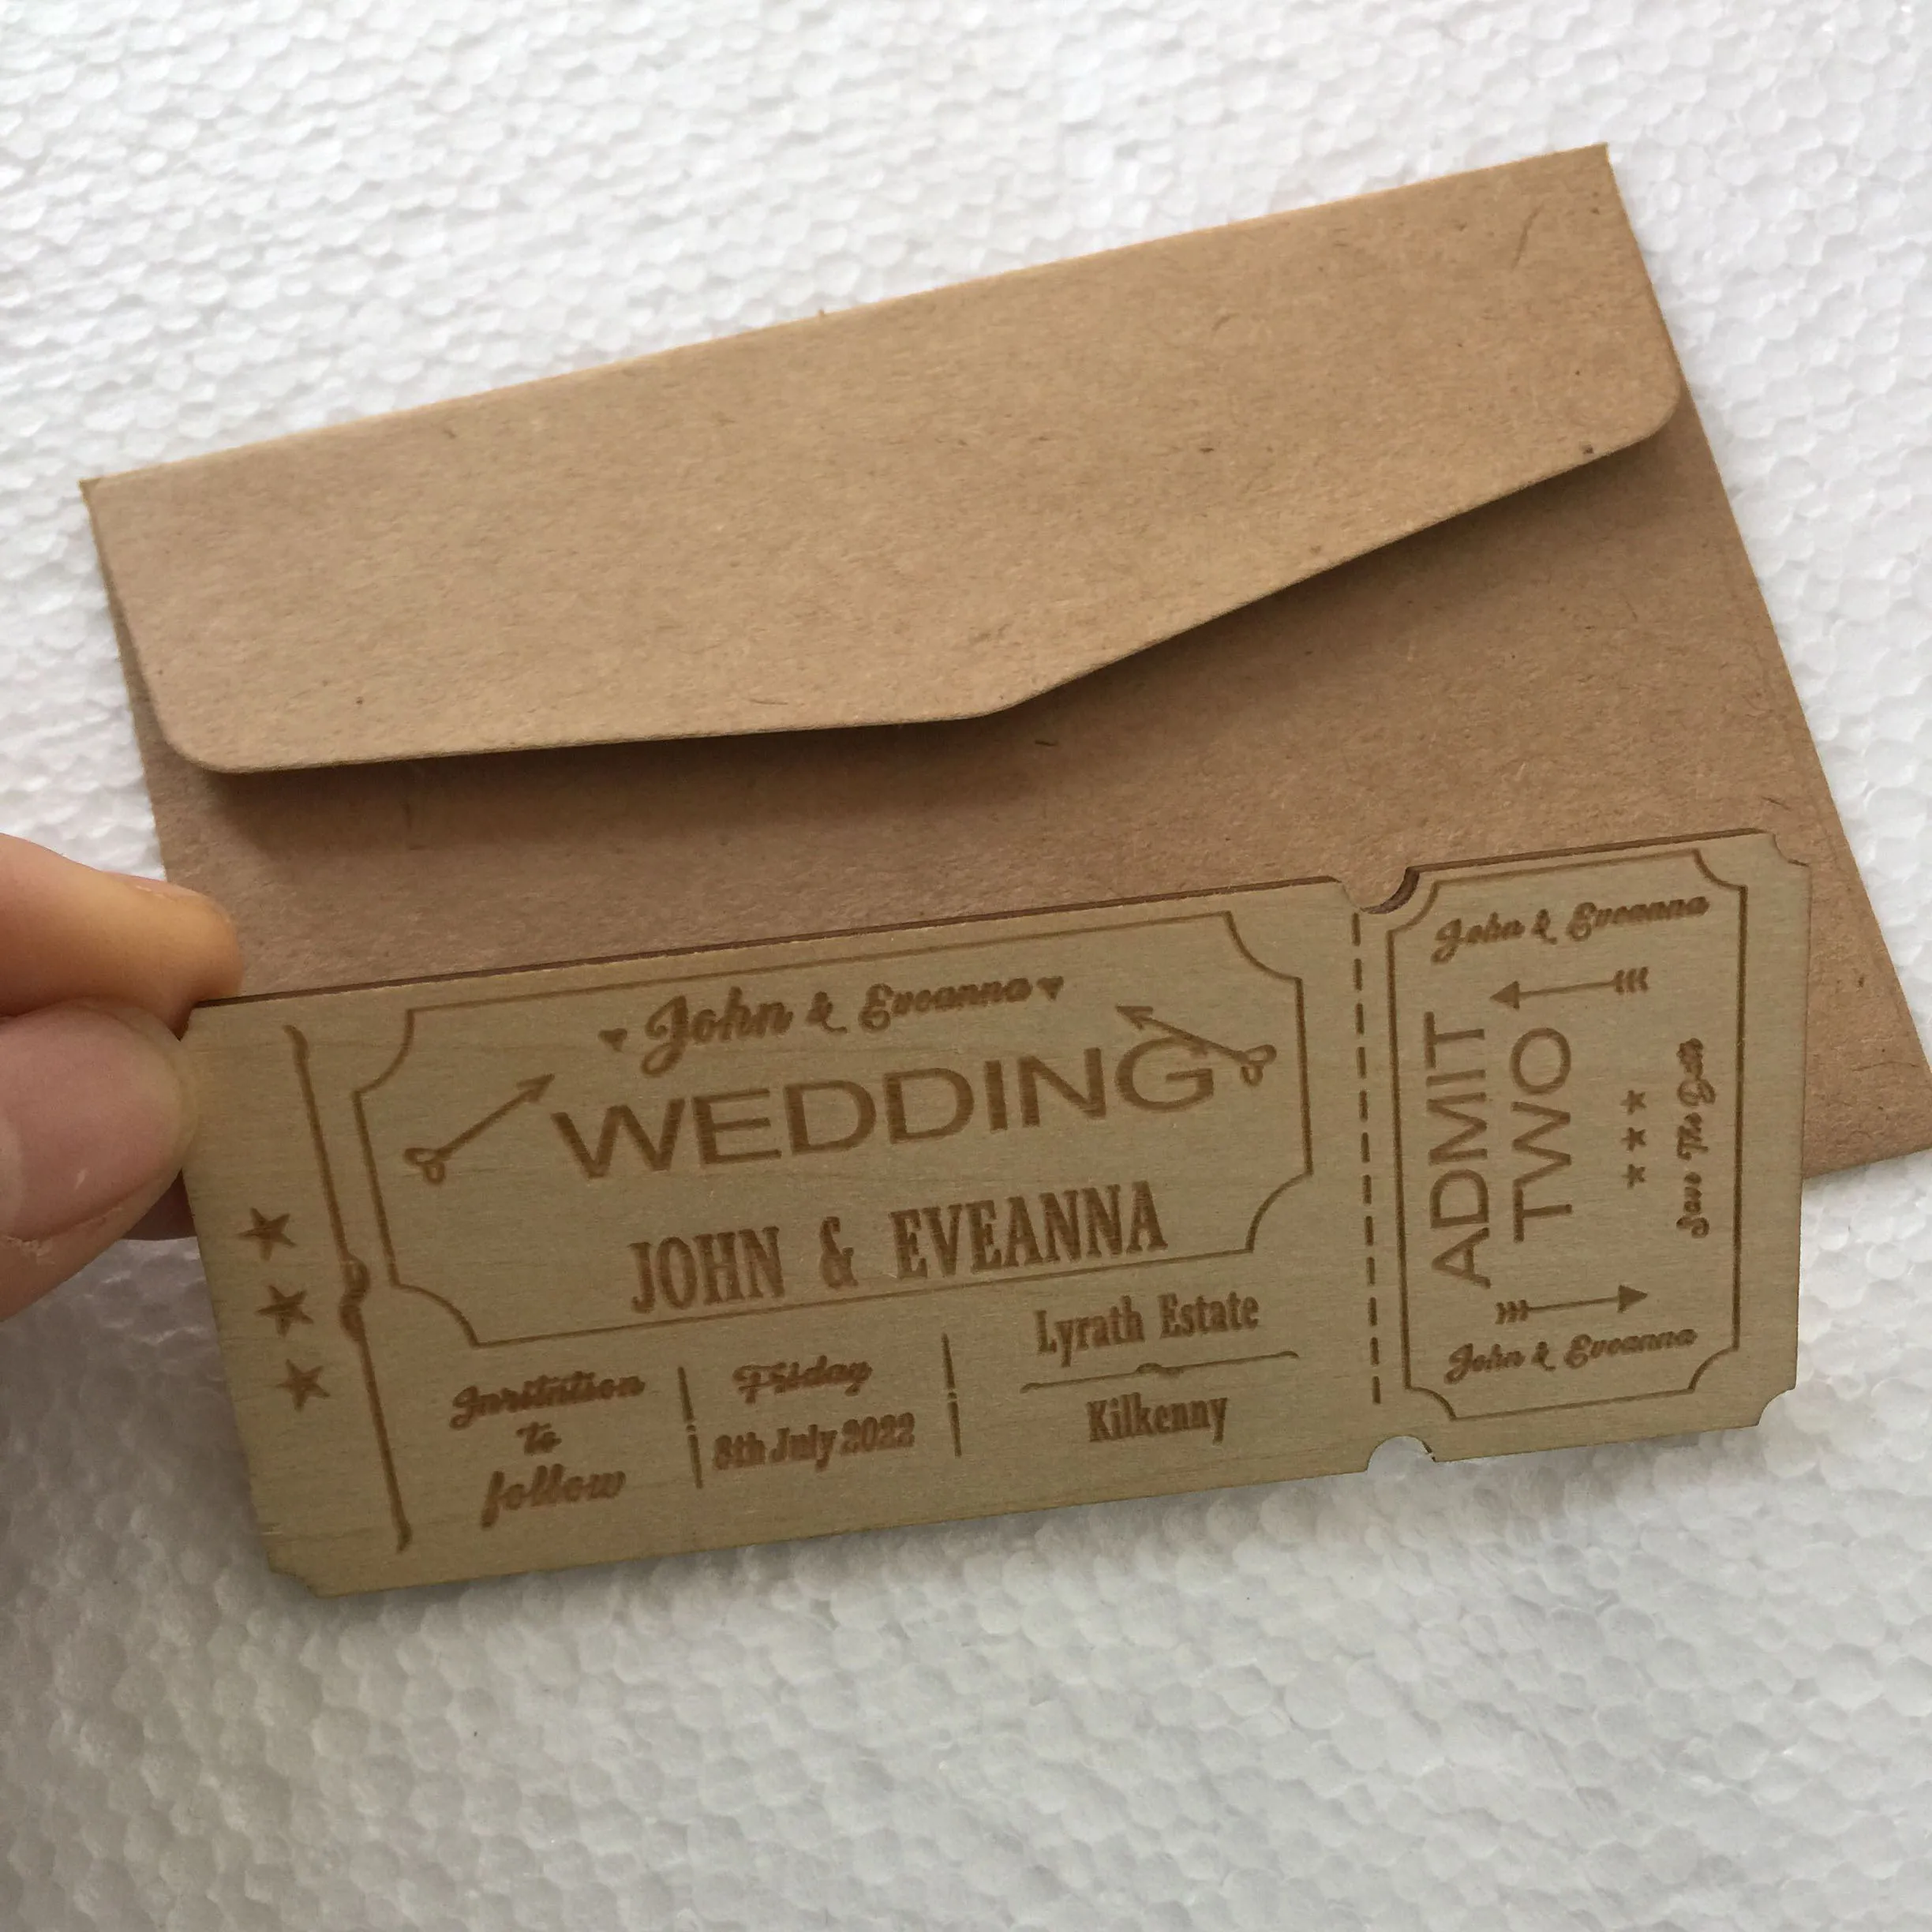 John & Eveanna
WEDDING
JOHN & EVEANNA
Invitation
to
follow
Friday
8th July 2022
Lyrath Estate
Kilkenny
John & Eveanna
ADMIT
TWO
Save The Date
John & Eveanna